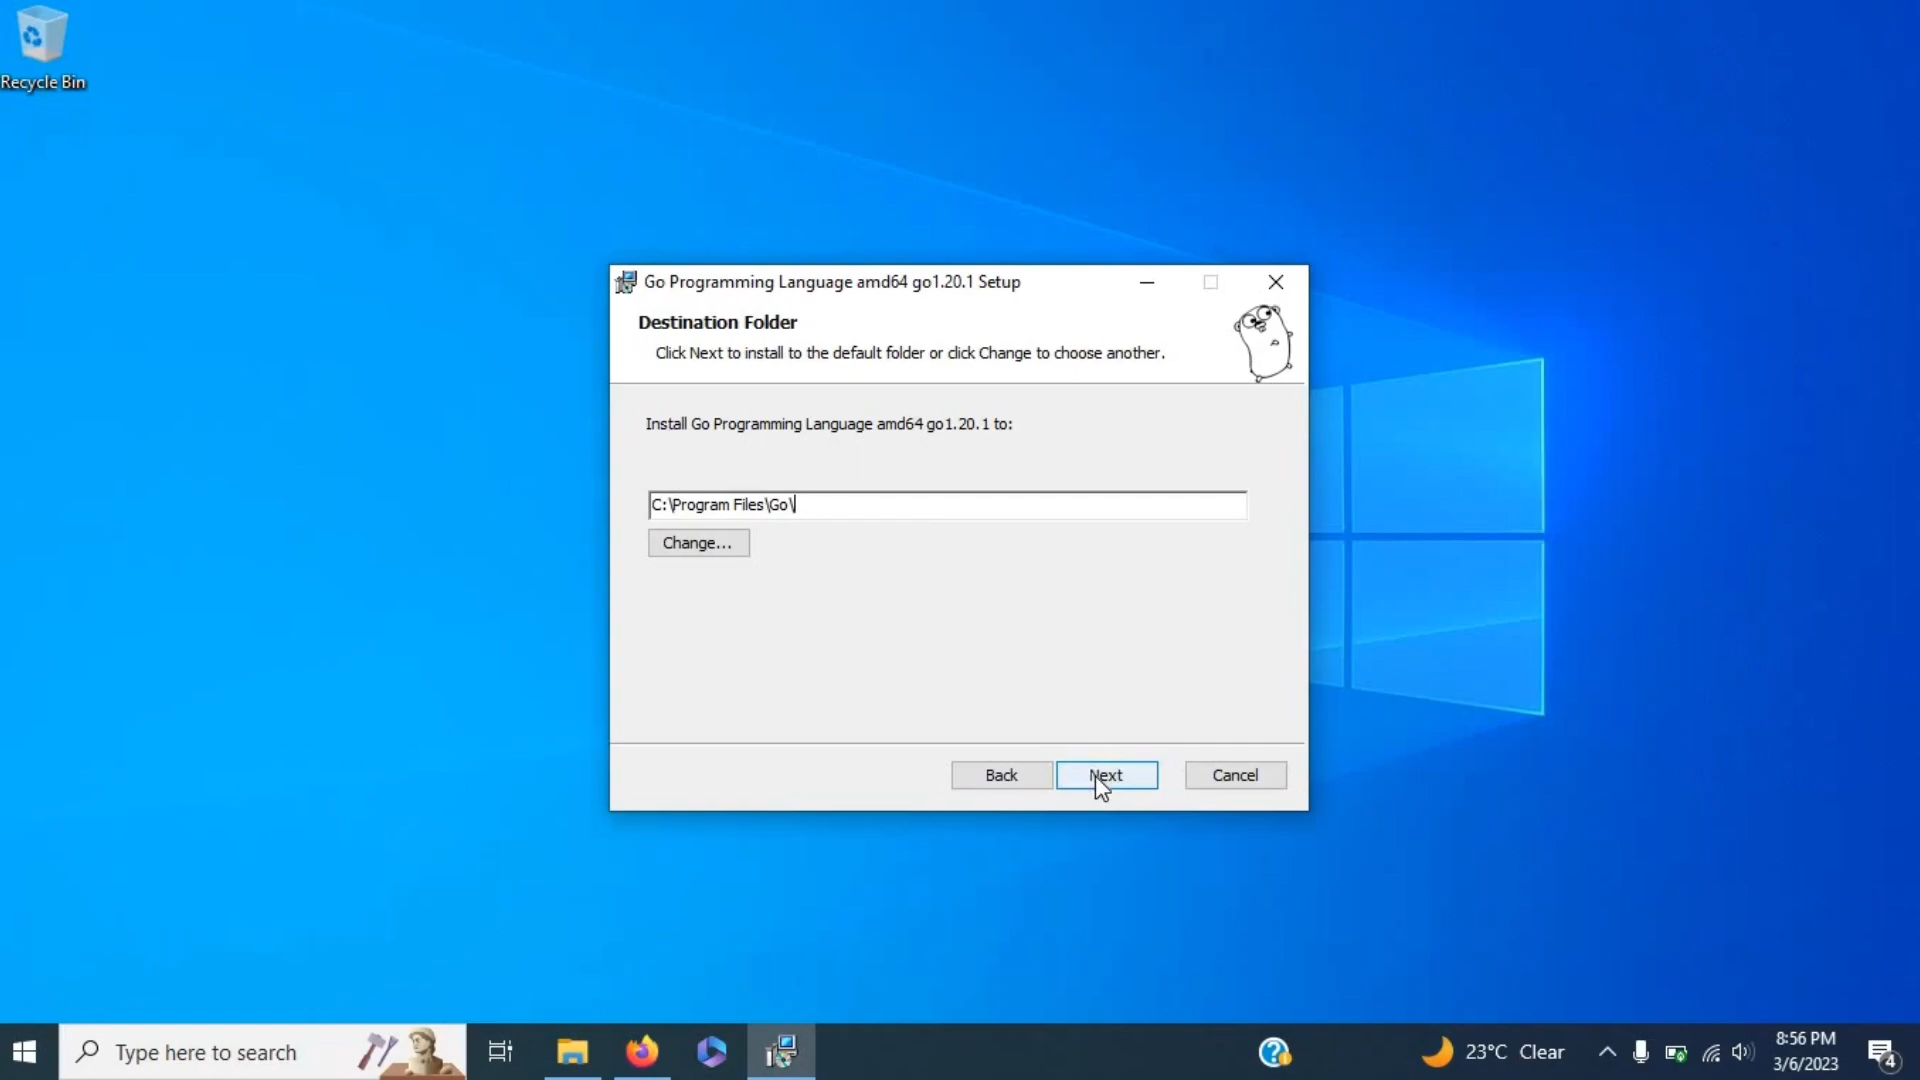 Recycle Bin
Go Programming Language amd64 go1.20.1 Setup
Destination Folder
Click Next to install to the default folder or click Change to choose another.
Install Go Programming Language amd64 go1.20.1 to:
C:\Program Files\Go\
Change...
Back
Next
Cancel
Type here to search
23°C Clear
8:56 PM
3/6/2023
4